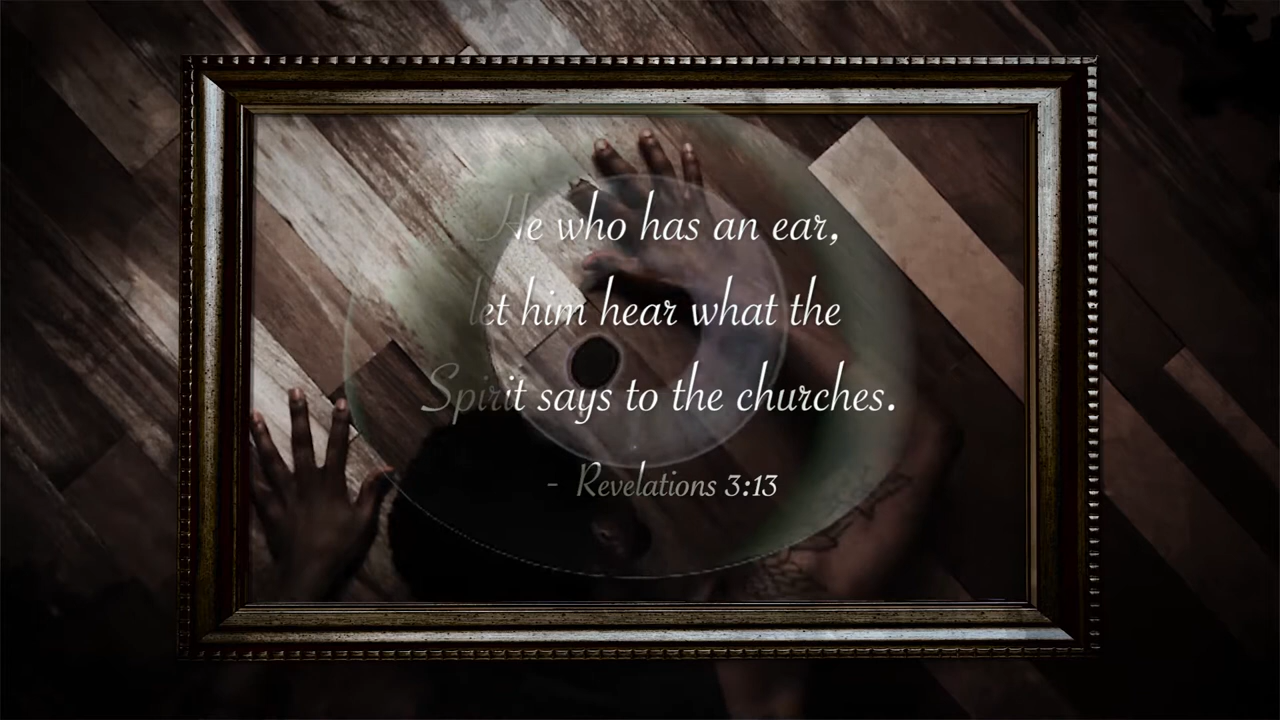 He who has an ear,
let him hear what the
Spirit says to the churches.
- Revelations 3:13